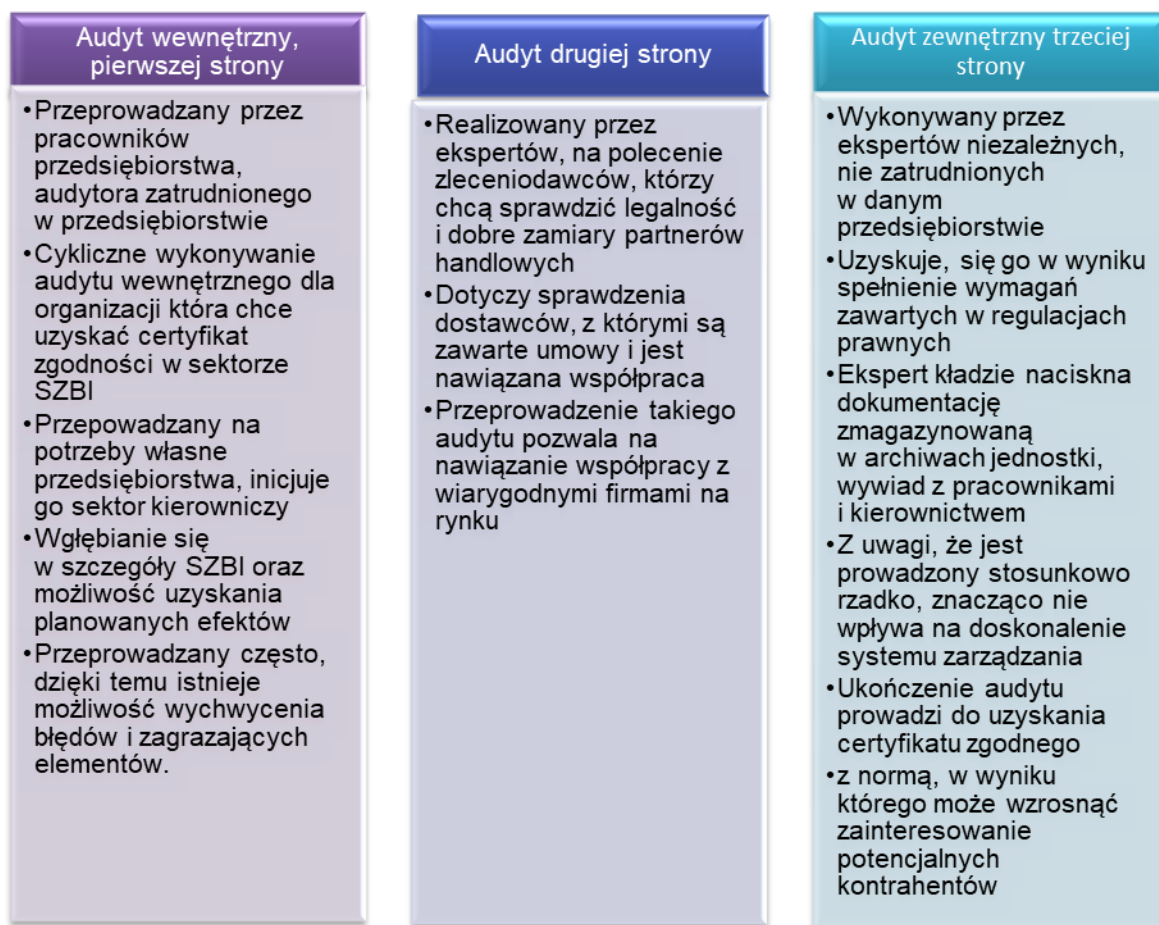 Audyt wewnętrzny,
pierwszej strony
•Przeprowadzany przez
pracowników
przedsiębiorstwa,
audytora zatrudnionego
w przedsiębiorstwie
•Cykliczne wykonywanie
audytu wewnętrznego dla
organizacji która chce
uzyskać certyfikat
zgodności w sektorze
SZBI
•Przepowadzany na
potrzeby własne
przedsiębiorstwa, inicjuje
go sektor kierowniczy
•Wgłębianie się
w szczegóły SZBI oraz
możliwość uzyskania
planowanych efektów
•Przeprowadzany często,
dzięki temu istnieje
możliwość wychwycenia
błędów i zagrazających
elementów.
Audyt drugiej strony
•Realizowany przez
ekspertów, na polecenie
zleceniodawców, którzy
chcą sprawdzić legalność
i dobre zamiary partnerów
handlowych
•Dotyczy sprawdzenia
dostawców, z którymi są
zawarte umowy i jest
nawiązana współpraca
•Przeprowadzenie takiego
audytu pozwala na
nawiązanie współpracy z
wiarygodnymi firmami na
rynku
Audyt zewnętrzny trzeciej
strony
•Wykonywany przez
ekspertów niezależnych,
nie zatrudnionych
w danym
przedsiębiorstwie
•Uzyskuje, się go w wyniku
spełnienie wymagań
zawartych w regulacjach
prawnych
•Ekspert kładzie naciskna
dokumentację
zmagazynowaną
w archiwach jednostki,
wywiad z pracownikami
i kierownictwem
•Z uwagi, że jest
prowadzony stosunkowo
rzadko, znacząco nie
wpływa na doskonalenie
systemu zarządzania
•Ukończenie audytu
prowadzi do uzyskania
certyfikatu zgodnego
•z normą, w wyniku
którego może wzrosnąć
zainteresowanie
potencjalnych
kontrahentów